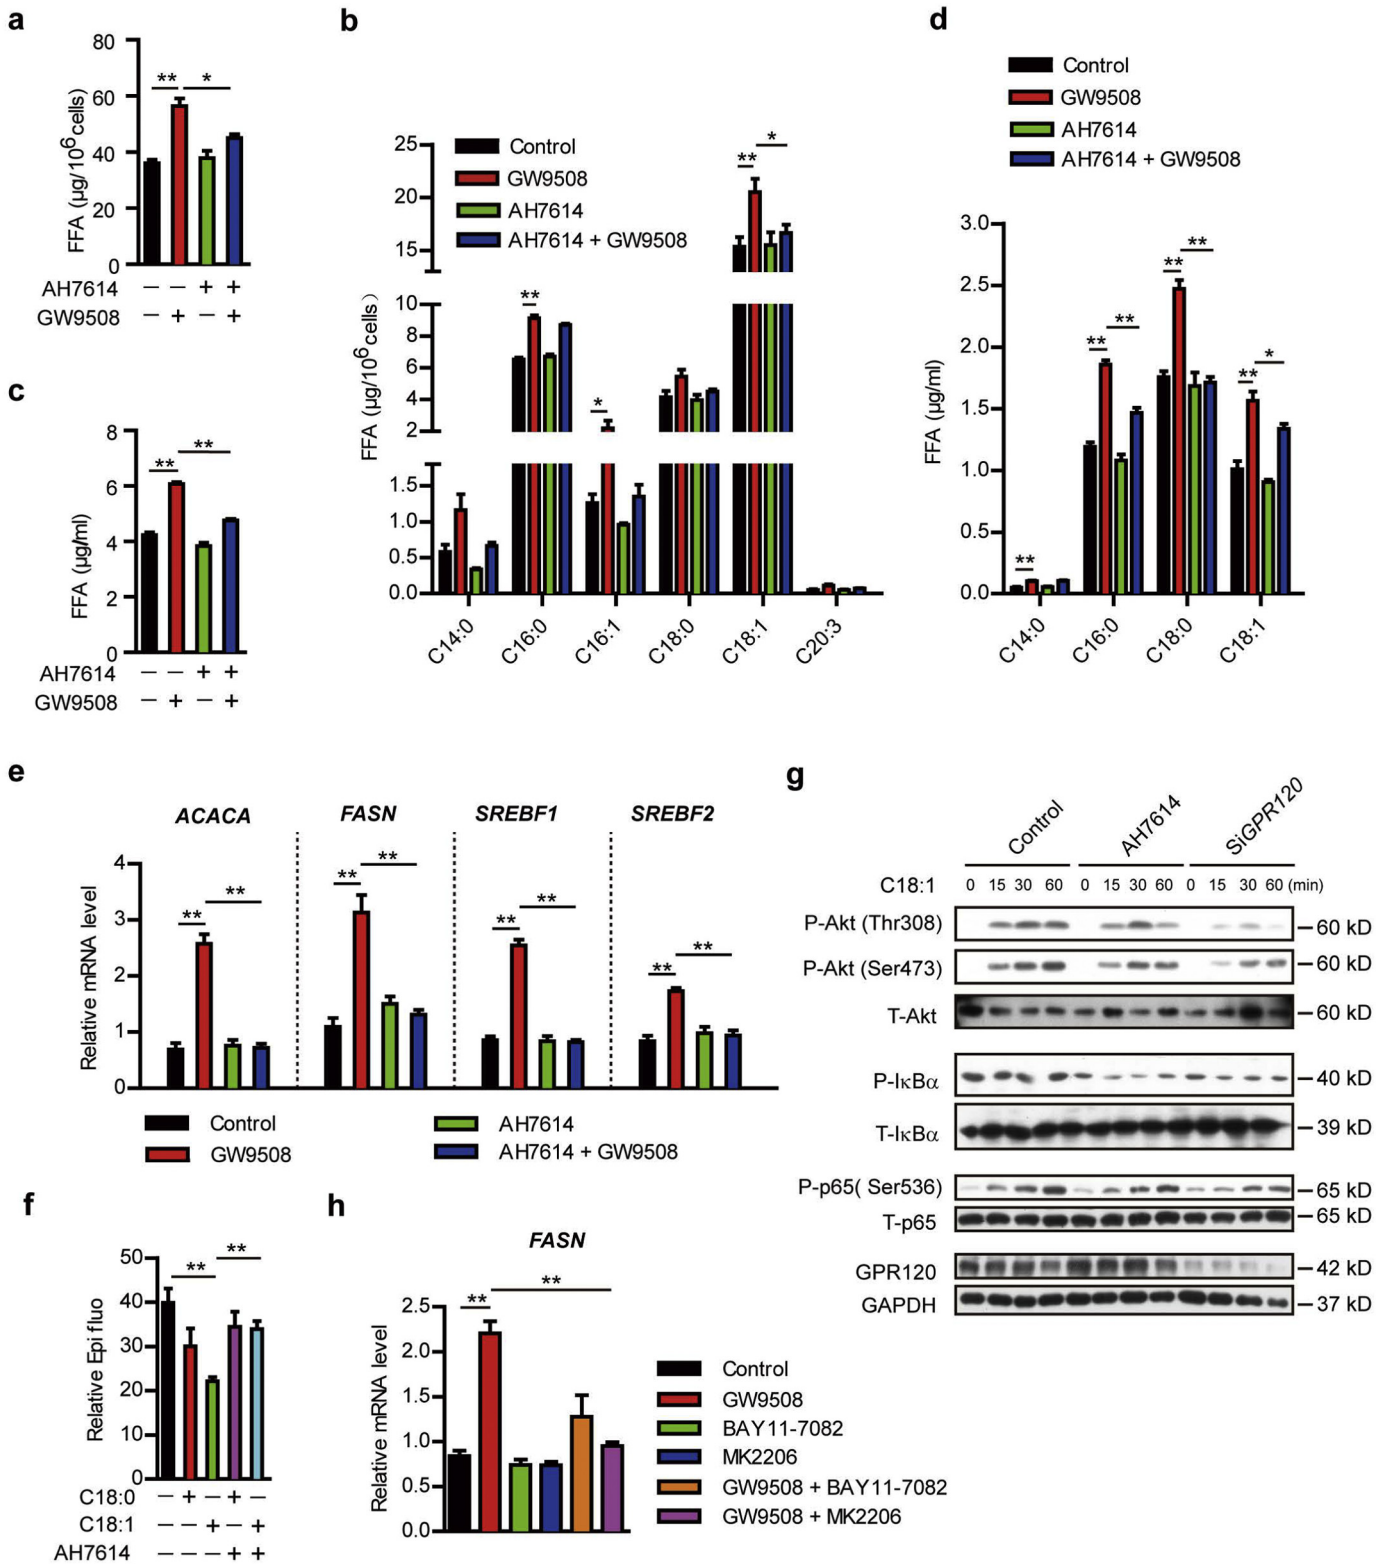 a
80
60
40
20
0
FFA (µg/10⁶cells)
** *
AH7614 — — + +
GW9508 — + — +
b
Control
GW9508
AH7614
AH7614 + GW9508
25
20
15
10
8
6
4
2
1.5
1.0
0.5
0.0
FFA (µg/10⁶cells)
** * ** *
C14:0 C16:0 C16:1 C18:0 C18:1 C20:3
c
8
6
4
2
0
FFA (µg/ml)
** **
AH7614 — — + +
GW9508 — + — +
d
Control
GW9508
AH7614
AH7614 + GW9508
3.0
2.5
2.0
1.5
1.0
0.5
0.0
FFA (µg/ml)
** ** ** ** ** ** *
C14:0 C16:0 C18:0 C18:1
e
ACACA FASN SREBF1 SREBF2
4
3
2
1
0
Relative mRNA level
** ** ** ** ** ** ** **
Control
GW9508
AH7614
AH7614 + GW9508
f
50
40
30
20
10
0
Relative Epi fluo
** **
C18:0 — + — + —
C18:1 — — + — +
AH7614 — — — + +
g
Control AH7614 SiGPR120
C18:1 0 15 30 60 0 15 30 60 0 15 30 60 (min)
P-Akt (Thr308) 60 kD
P-Akt (Ser473) 60 kD
T-Akt 60 kD
P-IκBα 40 kD
T-IκBα 39 kD
P-p65( Ser536) 65 kD
T-p65 65 kD
GPR120 42 kD
GAPDH 37 kD
h
FASN
2.5
2.0
1.5
1.0
0.5
0.0
Relative mRNA level
** **
Control
GW9508
BAY11-7082
MK2206
GW9508 + BAY11-7082
GW9508 + MK2206